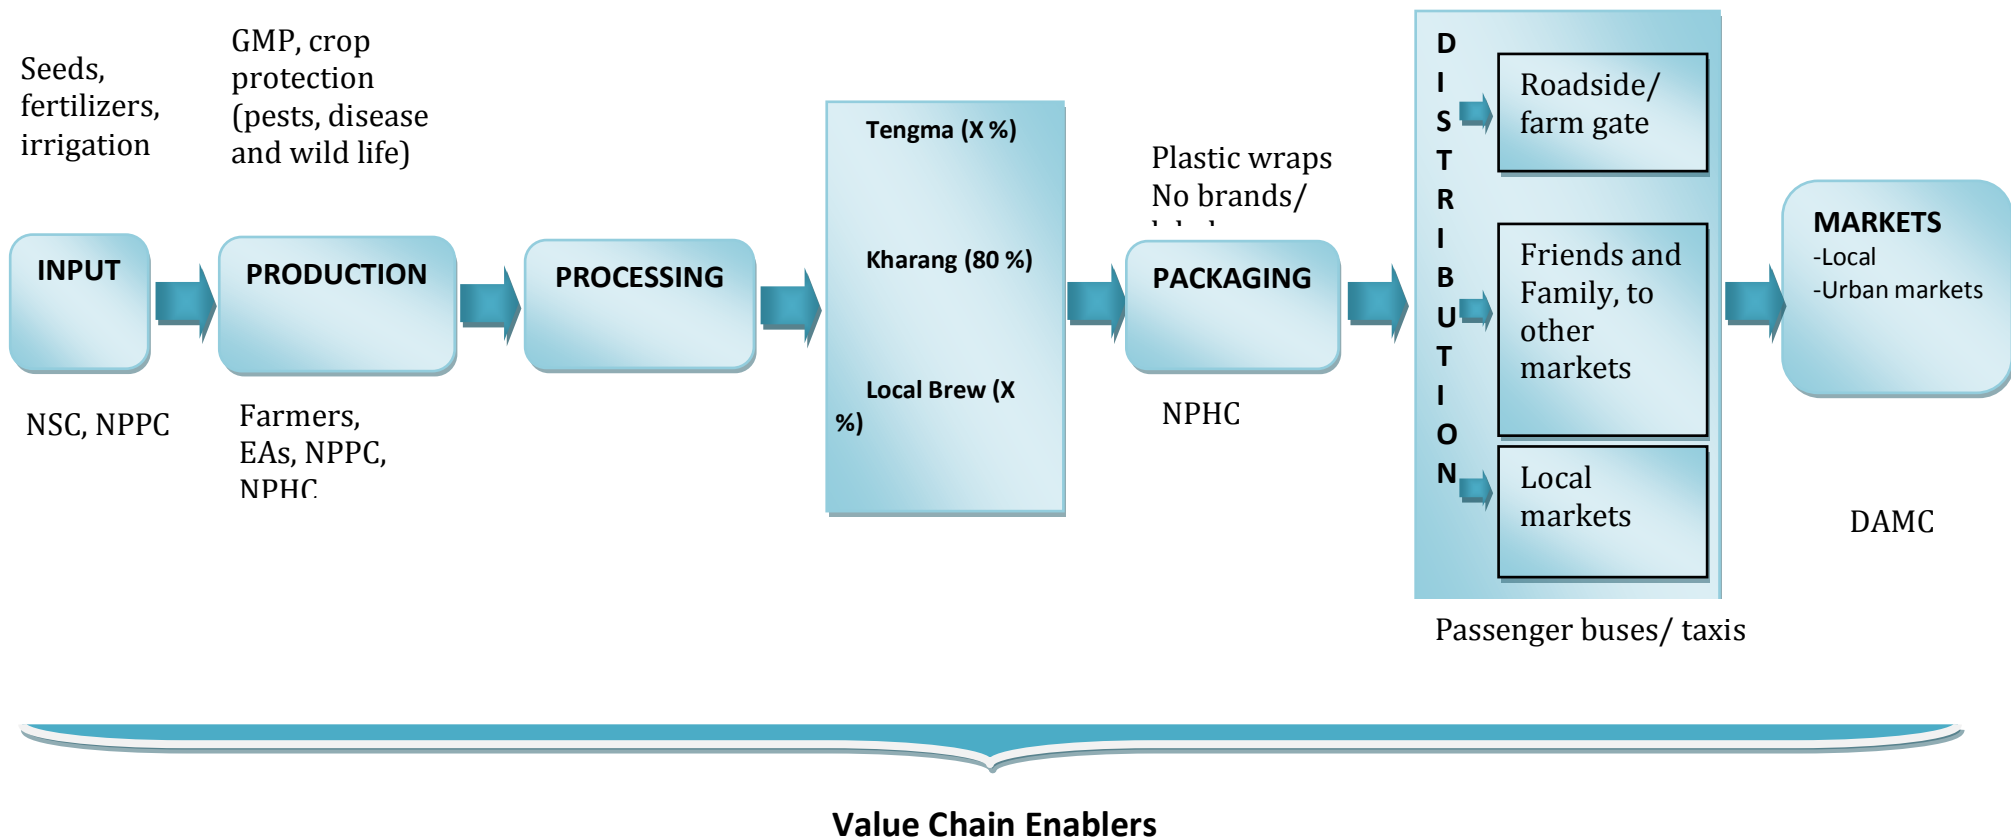 Seeds,
fertilizers,
irrigation
GMP, crop
protection
(pests, disease
and wild life)
INPUT
PRODUCTION
PROCESSING
NSC, NPPC
Farmers,
EAs, NPPC,
NPHC
Tengma (X %)
Kharang (80 %)
Local Brew (X
%)
Plastic wraps
No brands/
PACKAGING
NPHC
DISTRIBUTION
Roadside/
farm gate
Friends and
Family, to
other
markets
Local
markets
Passenger buses/ taxis
MARKETS
-Local
-Urban markets
DAMC
Value Chain Enablers